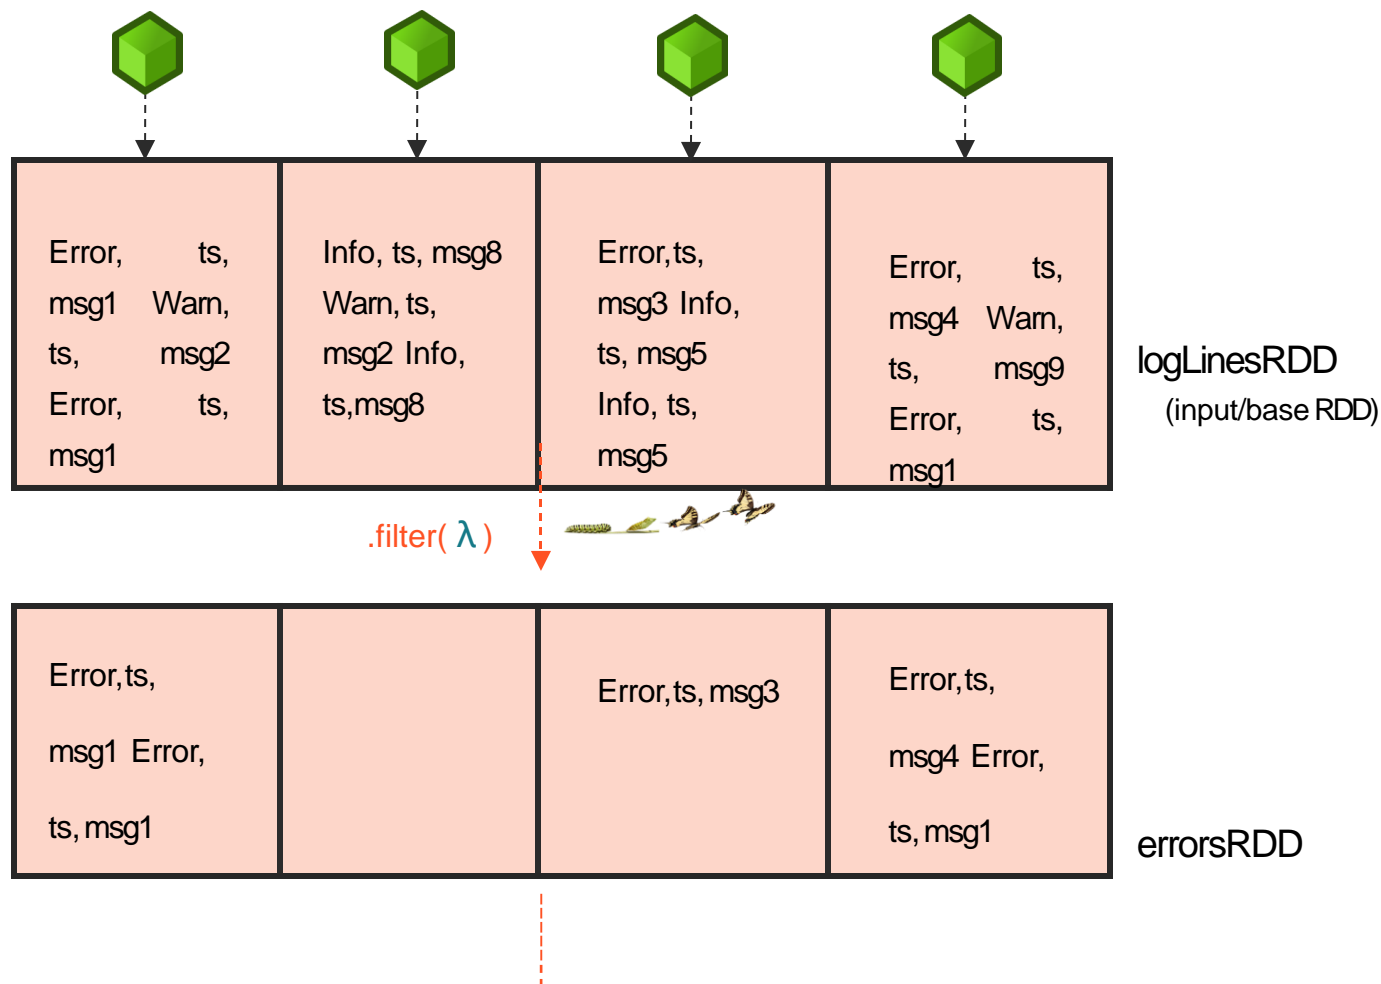 Error, ts,
msg1 Warn,
ts, msg2
Error, ts,
msg1
Info, ts, msg8
Warn, ts,
msg2 Info,
ts,msg8
Error,ts,
msg3 Info,
ts, msg5
Info, ts,
msg5
Error, ts,
msg4 Warn,
ts, msg9
Error, ts,
msg1
logLinesRDD
(input/base RDD)
.filter( λ )
Error,ts,
msg1 Error,
ts, msg1
Error,ts, msg3
Error,ts,
msg4 Error,
ts, msg1
errorsRDD